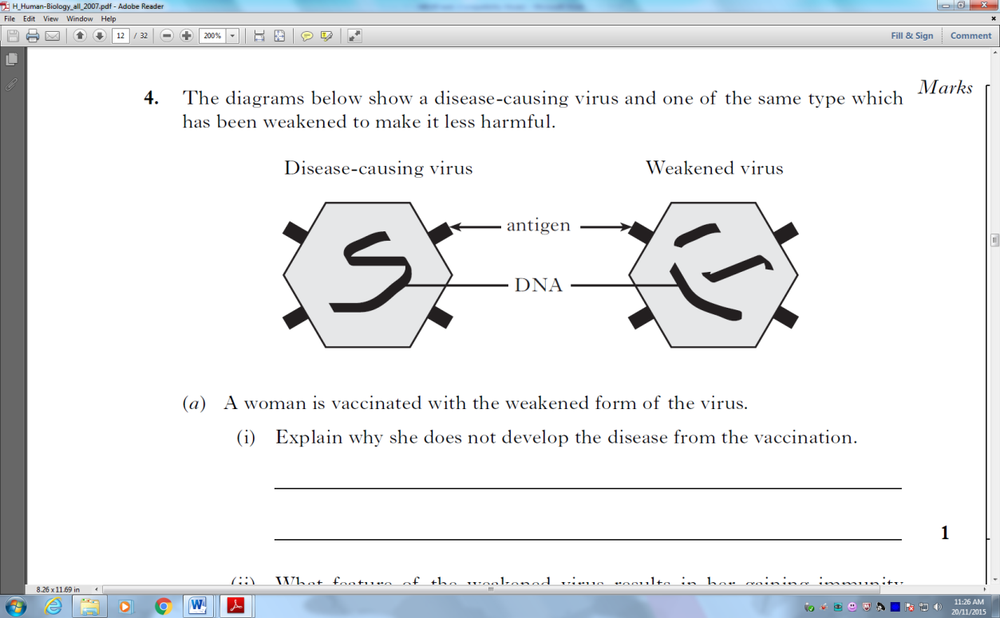 H_Human-Biology_all_2007.pdf - Adobe Reader
File Edit View Window Help
12 / 32 200% Fill & Sign Comment
Marks
4. The diagrams below show a disease-causing virus and one of the same type which
has been weakened to make it less harmful.
Disease-causing virus Weakened virus
antigen
DNA
(a) A woman is vaccinated with the weakened form of the virus.
(i) Explain why she does not develop the disease from the vaccination.
1
(ii) What feature of the weakened virus results in her gaining immunity
8.26 x 11.69 in
11:26 AM
20/11/2015